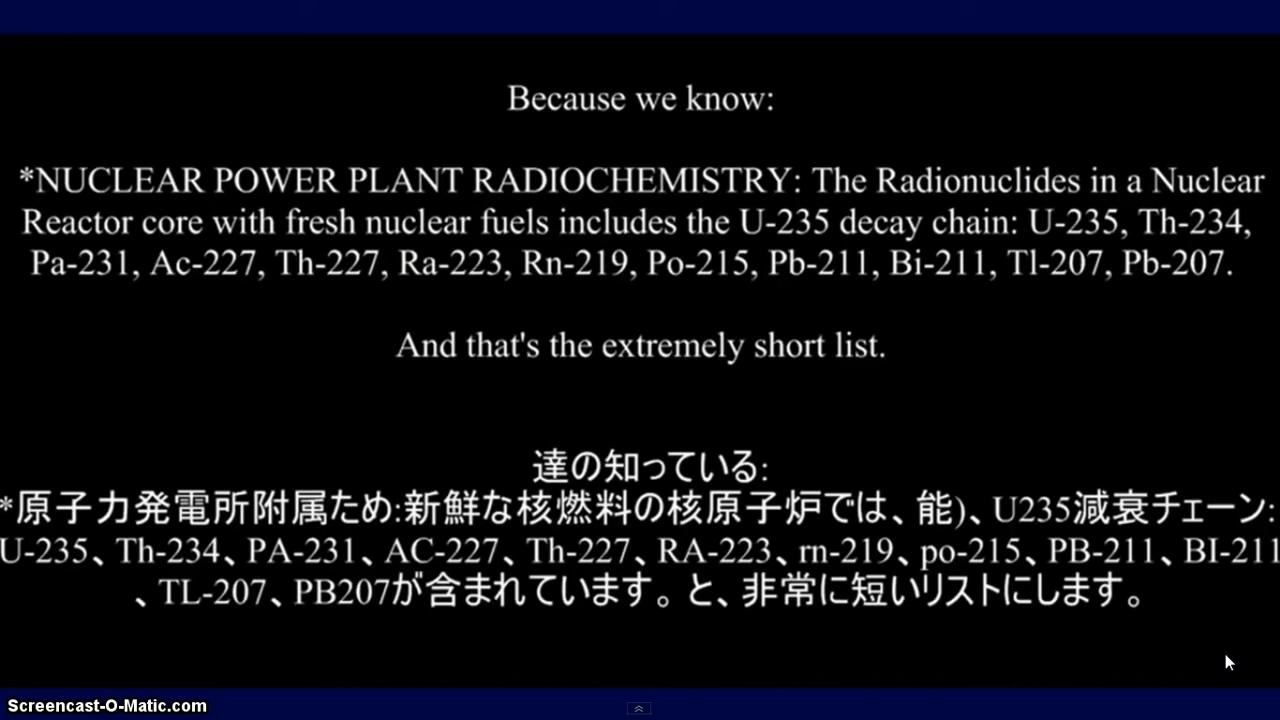 Because we know:
*NUCLEAR POWER PLANT RADIOCHEMISTRY: The Radionuclides in a Nuclear
Reactor core with fresh nuclear fuels includes the U-235 decay chain: U-235, Th-234,
Pa-231, Ac-227, Th-227, Ra-223, Rn-219, Po-215, Pb-211, Bi-211, Tl-207, Pb-207.
And that's the extremely short list.
達の知っている:
*原子力発電所附属ため:新鮮な核燃料の核原子炉では、能)、U235減衰チェーン:
U-235、Th-234、PA-231、AC-227、Th-227、RA-223、rn-219、po-215、PB-211、BI-211
、TL-207、PB207が含まれています。と、非常に短いリストにします。
Screencast-O-Matic.com